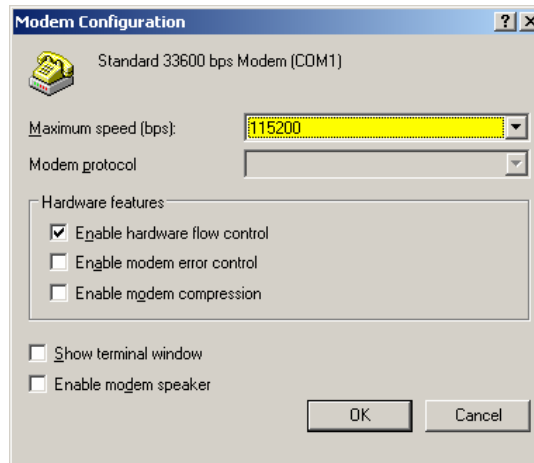 Modem Configuration
Standard 33600 bps Modem (COM1)
Maximum speed (bps): 115200
Modem protocol
Hardware features
Enable hardware flow control
Enable modem error control
Enable modem compression
Show terminal window
Enable modem speaker
OK Cancel